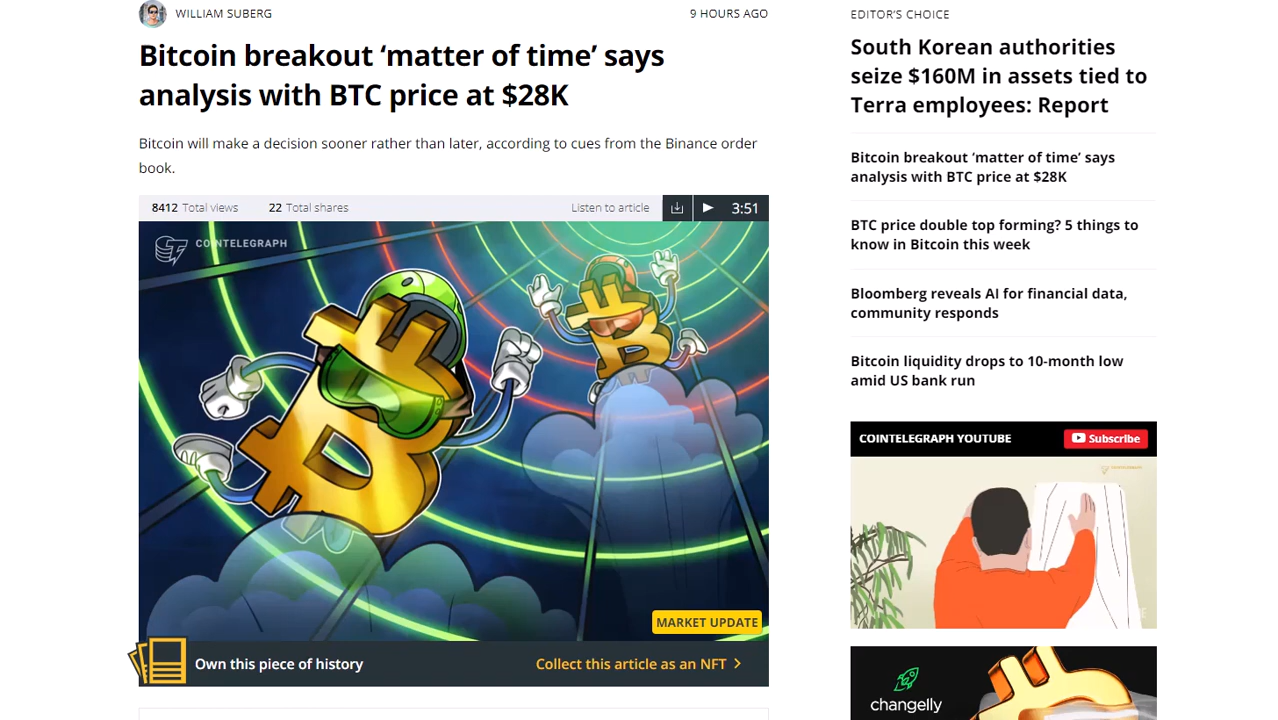 WILLIAM SUBERG
9 HOURS AGO
Bitcoin breakout ‘matter of time’ says
analysis with BTC price at $28K
Bitcoin will make a decision sooner rather than later, according to cues from the Binance order
book.
8412 Total views
22 Total shares
Listen to article
3:51
COINTELEGRAPH
MARKET UPDATE
Own this piece of history
Collect this article as an NFT
EDITOR’S CHOICE
South Korean authorities
seize $160M in assets tied to
Terra employees: Report
Bitcoin breakout ‘matter of time’ says
analysis with BTC price at $28K
BTC price double top forming? 5 things to
know in Bitcoin this week
Bloomberg reveals AI for financial data,
community responds
Bitcoin liquidity drops to 10-month low
amid US bank run
COINTELEGRAPH YOUTUBE
Subscribe
changelly